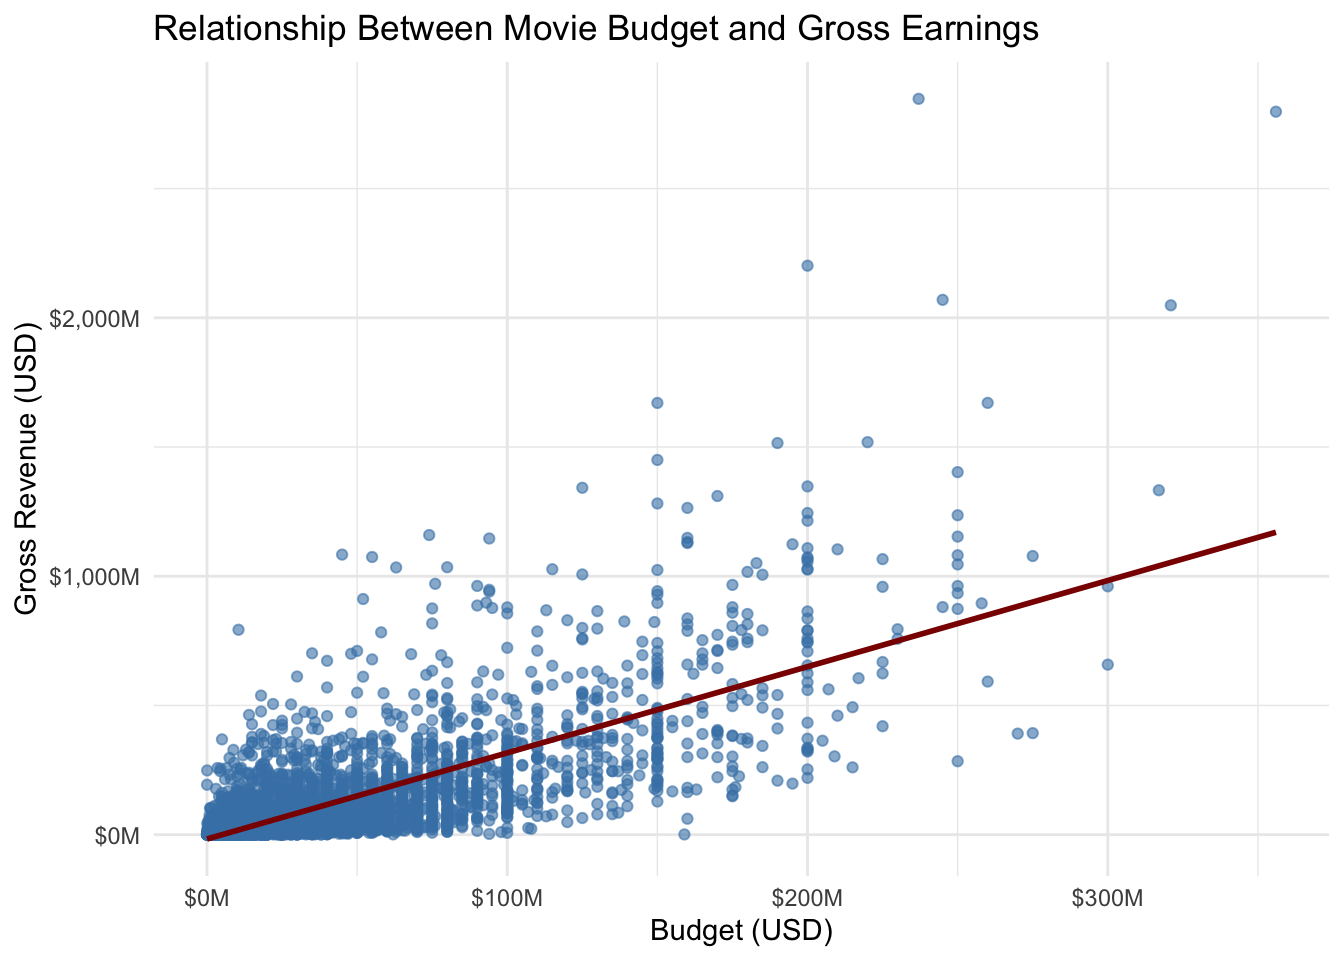 Relationship Between Movie Budget and Gross Earnings
Gross Revenue (USD)
$2,000M
$1,000M
$0M
$0M $100M $200M $300M
Budget (USD)